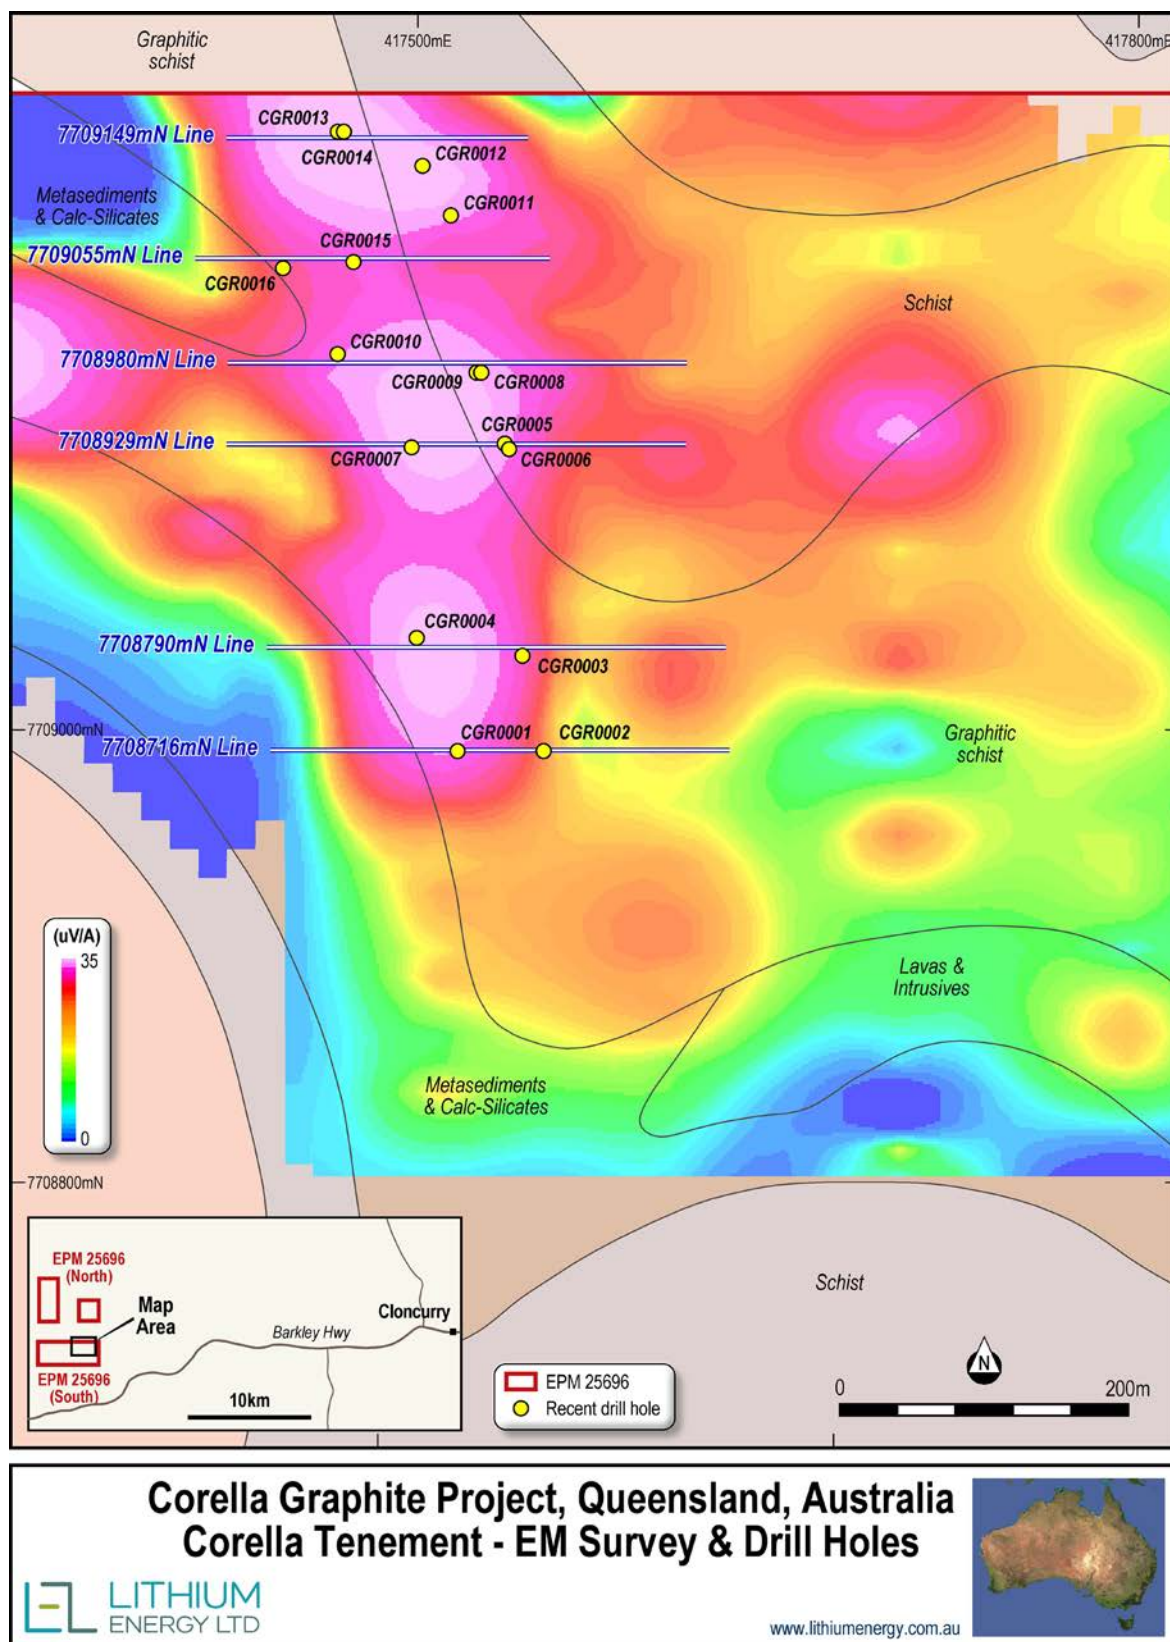 Graphitic
schist
417500mE
417800mE
CGR0013
7709149mN Line
CGR0014
CGR0012
Metasediments
& Calc-Silicates
CGR0011
CGR0015
7709055mN Line
CGR0016
Schist
CGR0010
7708980mN Line
CGR0009
CGR0008
CGR0005
7708929mN Line
CGR0007
CGR0006
CGR0004
7708790mN Line
CGR0003
7709000mN
CGR0001
CGR0002
7708716mN Line
Graphitic
schist
(uV/A)
35
0
Lavas &
Intrusives
Metasediments
& Calc-Silicates
7708800mN
EPM 25696
(North)
Map
Area
Cloncurry
Barkley Hwy
EPM 25696
(South)
10km
Schist
N
EPM 25696
Recent drill hole
0
200m
Corella Graphite Project, Queensland, Australia
Corella Tenement - EM Survey & Drill Holes
LITHIUM
ENERGY LTD
www.lithiumenergy.com.au